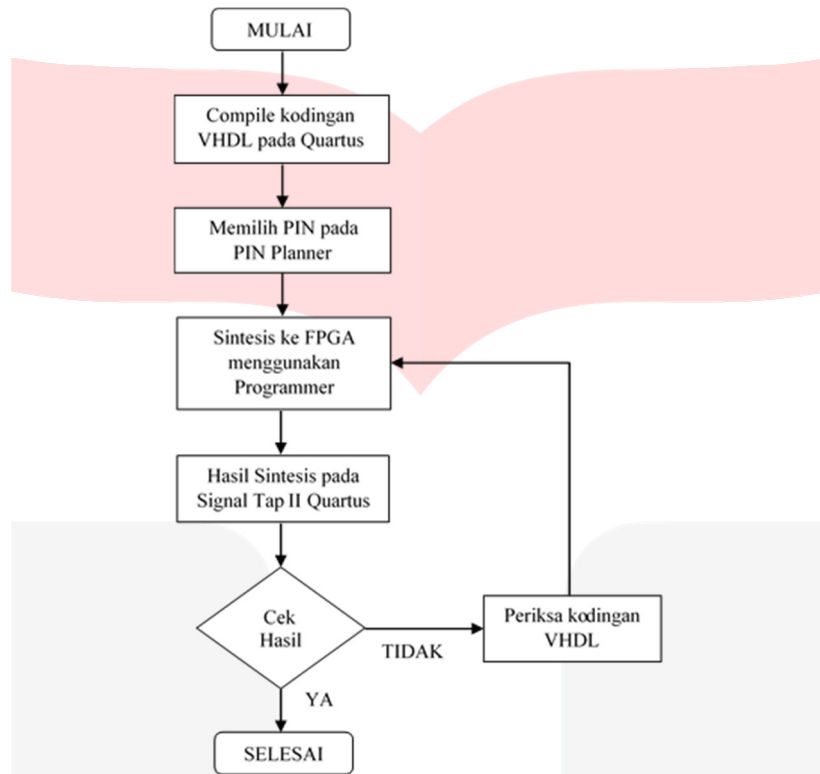 MULAI
Compile kodingan
VHDL pada Quartus
Memilih PIN pada
PIN Planner
Sintesis ke FPGA
menggunakan
Programmer
Hasil Sintesis pada
Signal Tap II Quartus
Cek
Hasil
TIDAK
Periksa kodingan
VHDL
YA
SELESAI